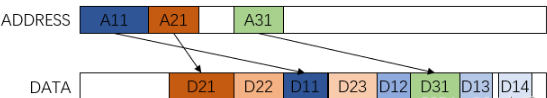 ADDRESS A11 A21 A31
DATA D21 D22 D11 D23 D12 D31 D13 D14